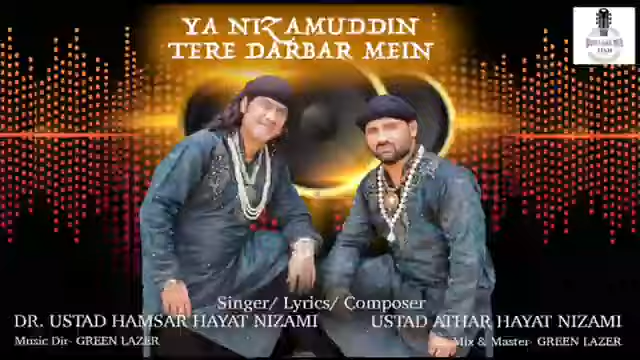 YA NIZAMUDDIN
TERE DARBAR MEIN
Singer/ Lyrics/ Composer
DR. USTAD HAMSAR HAYAT NIZAMI
USTAD ATHAR HAYAT NIZAMI
Music Dir- GREEN LAZER
Mix & Master- GREEN LAZER